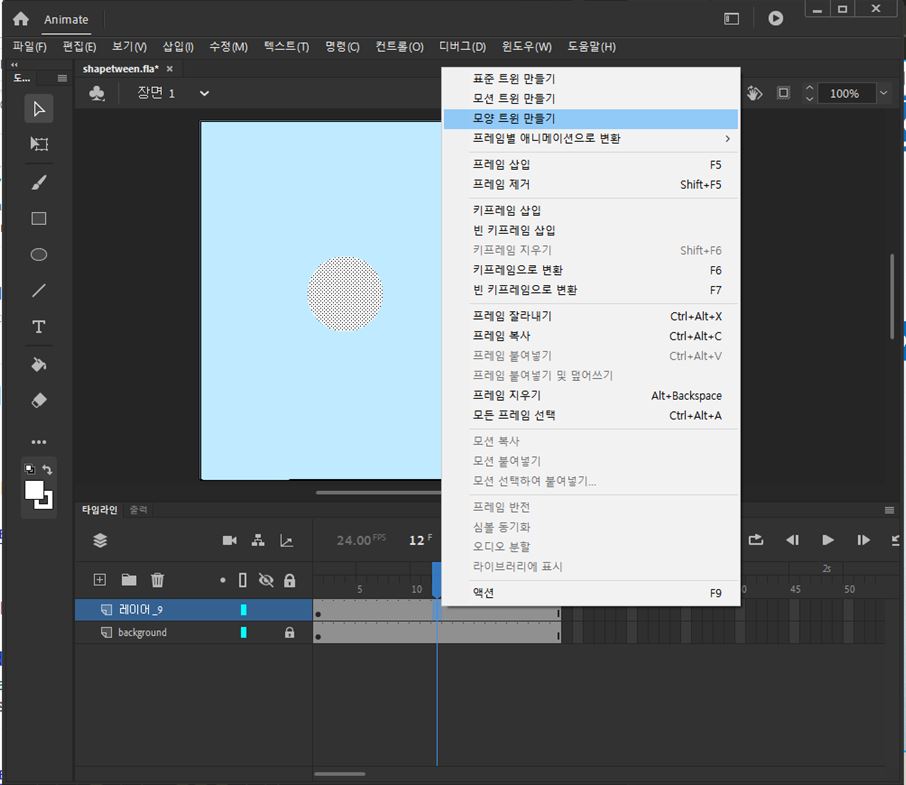 Animate
파일(F) 편집(E) 보기(V) 삽입(I) 수정(M) 텍스트(T) 명령(C) 컨트롤(O) 디버그(D) 윈도우(W) 도움말(H)
도...
shapetween.fla* ×
장면 1
100%
표준 트윈 만들기
모션 트윈 만들기
모양 트윈 만들기
프레임별 애니메이션으로 변환
프레임 삽입 F5
프레임 제거 Shift+F5
키프레임 삽입
빈 키프레임 삽입
키프레임 지우기 Shift+F6
키프레임으로 변환 F6
빈 키프레임으로 변환 F7
프레임 잘라내기 Ctrl+Alt+X
프레임 복사 Ctrl+Alt+C
프레임 붙여넣기 Ctrl+Alt+V
프레임 붙여넣기 및 덮어쓰기
프레임 지우기 Alt+Backspace
모든 프레임 선택 Ctrl+Alt+A
모션 복사
모션 붙여넣기
모션 선택하여 붙여넣기...
프레임 반전
심볼 동기화
오디오 분할
라이브러리에 표시
액션 F9
타임라인 출력
24.00 FPS 12 F
2s
5 10 45 50
레이어_9
background